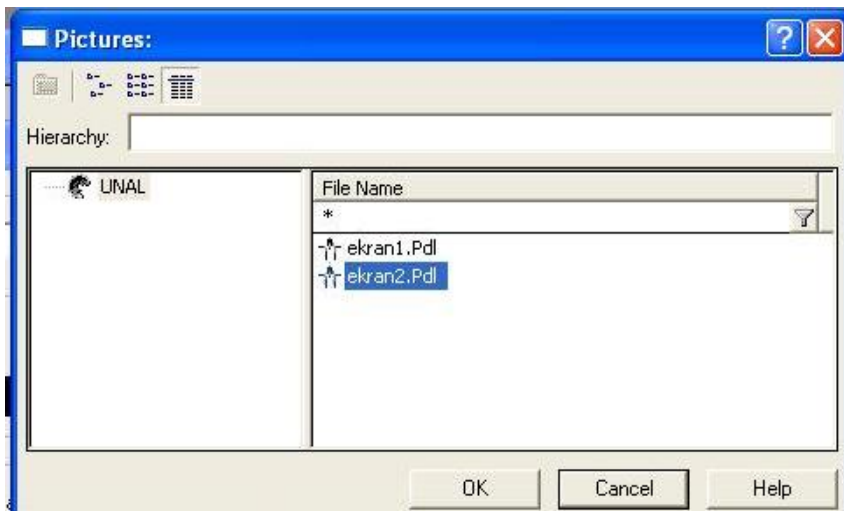 Pictures:
Hierarchy:
UNAL
File Name
*
ekran1.Pdl
ekran2.Pdl
OK
Cancel
Help